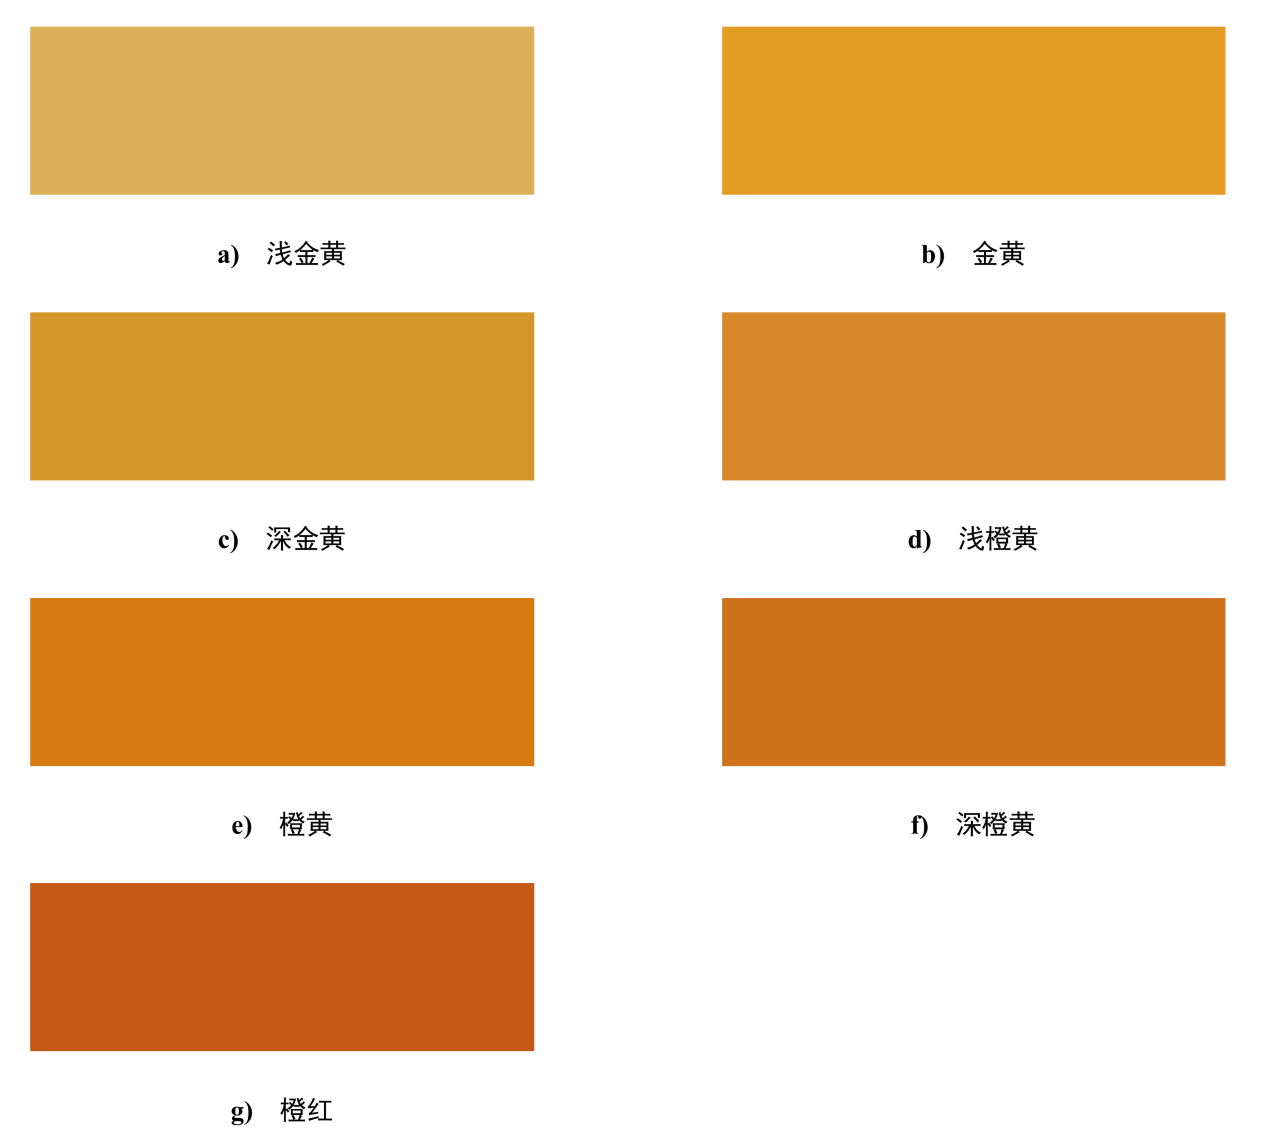 a) 浅金黄
b) 金黄
c) 深金黄
d) 浅橙黄
e) 橙黄
f) 深橙黄
g) 橙红